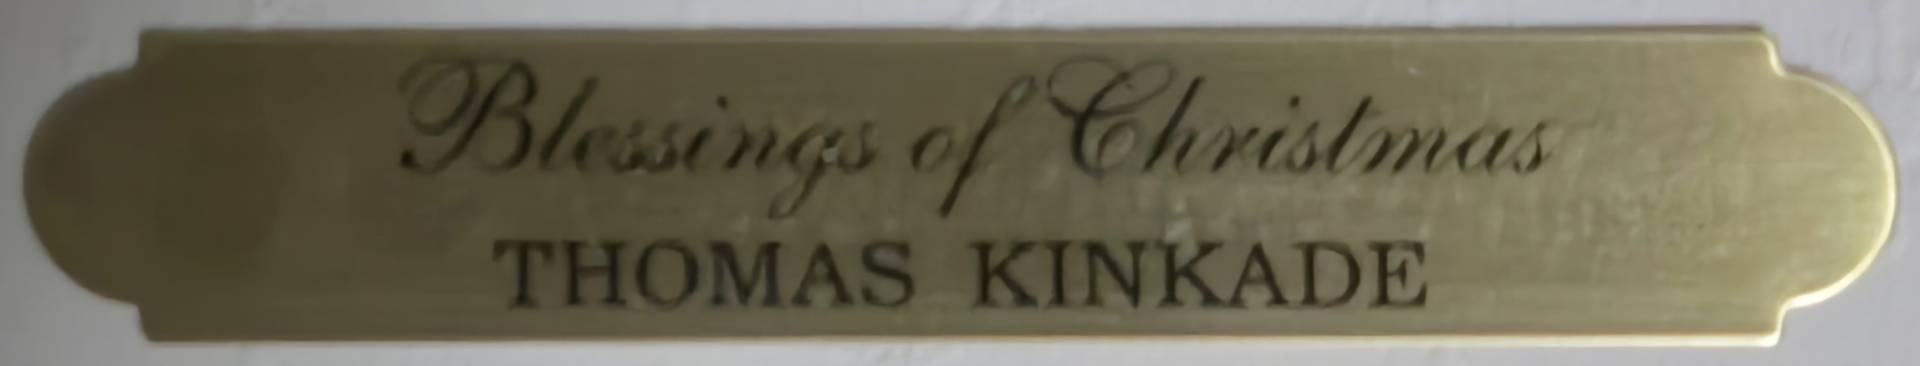 Blessings of Christmas
THOMAS KINKADE